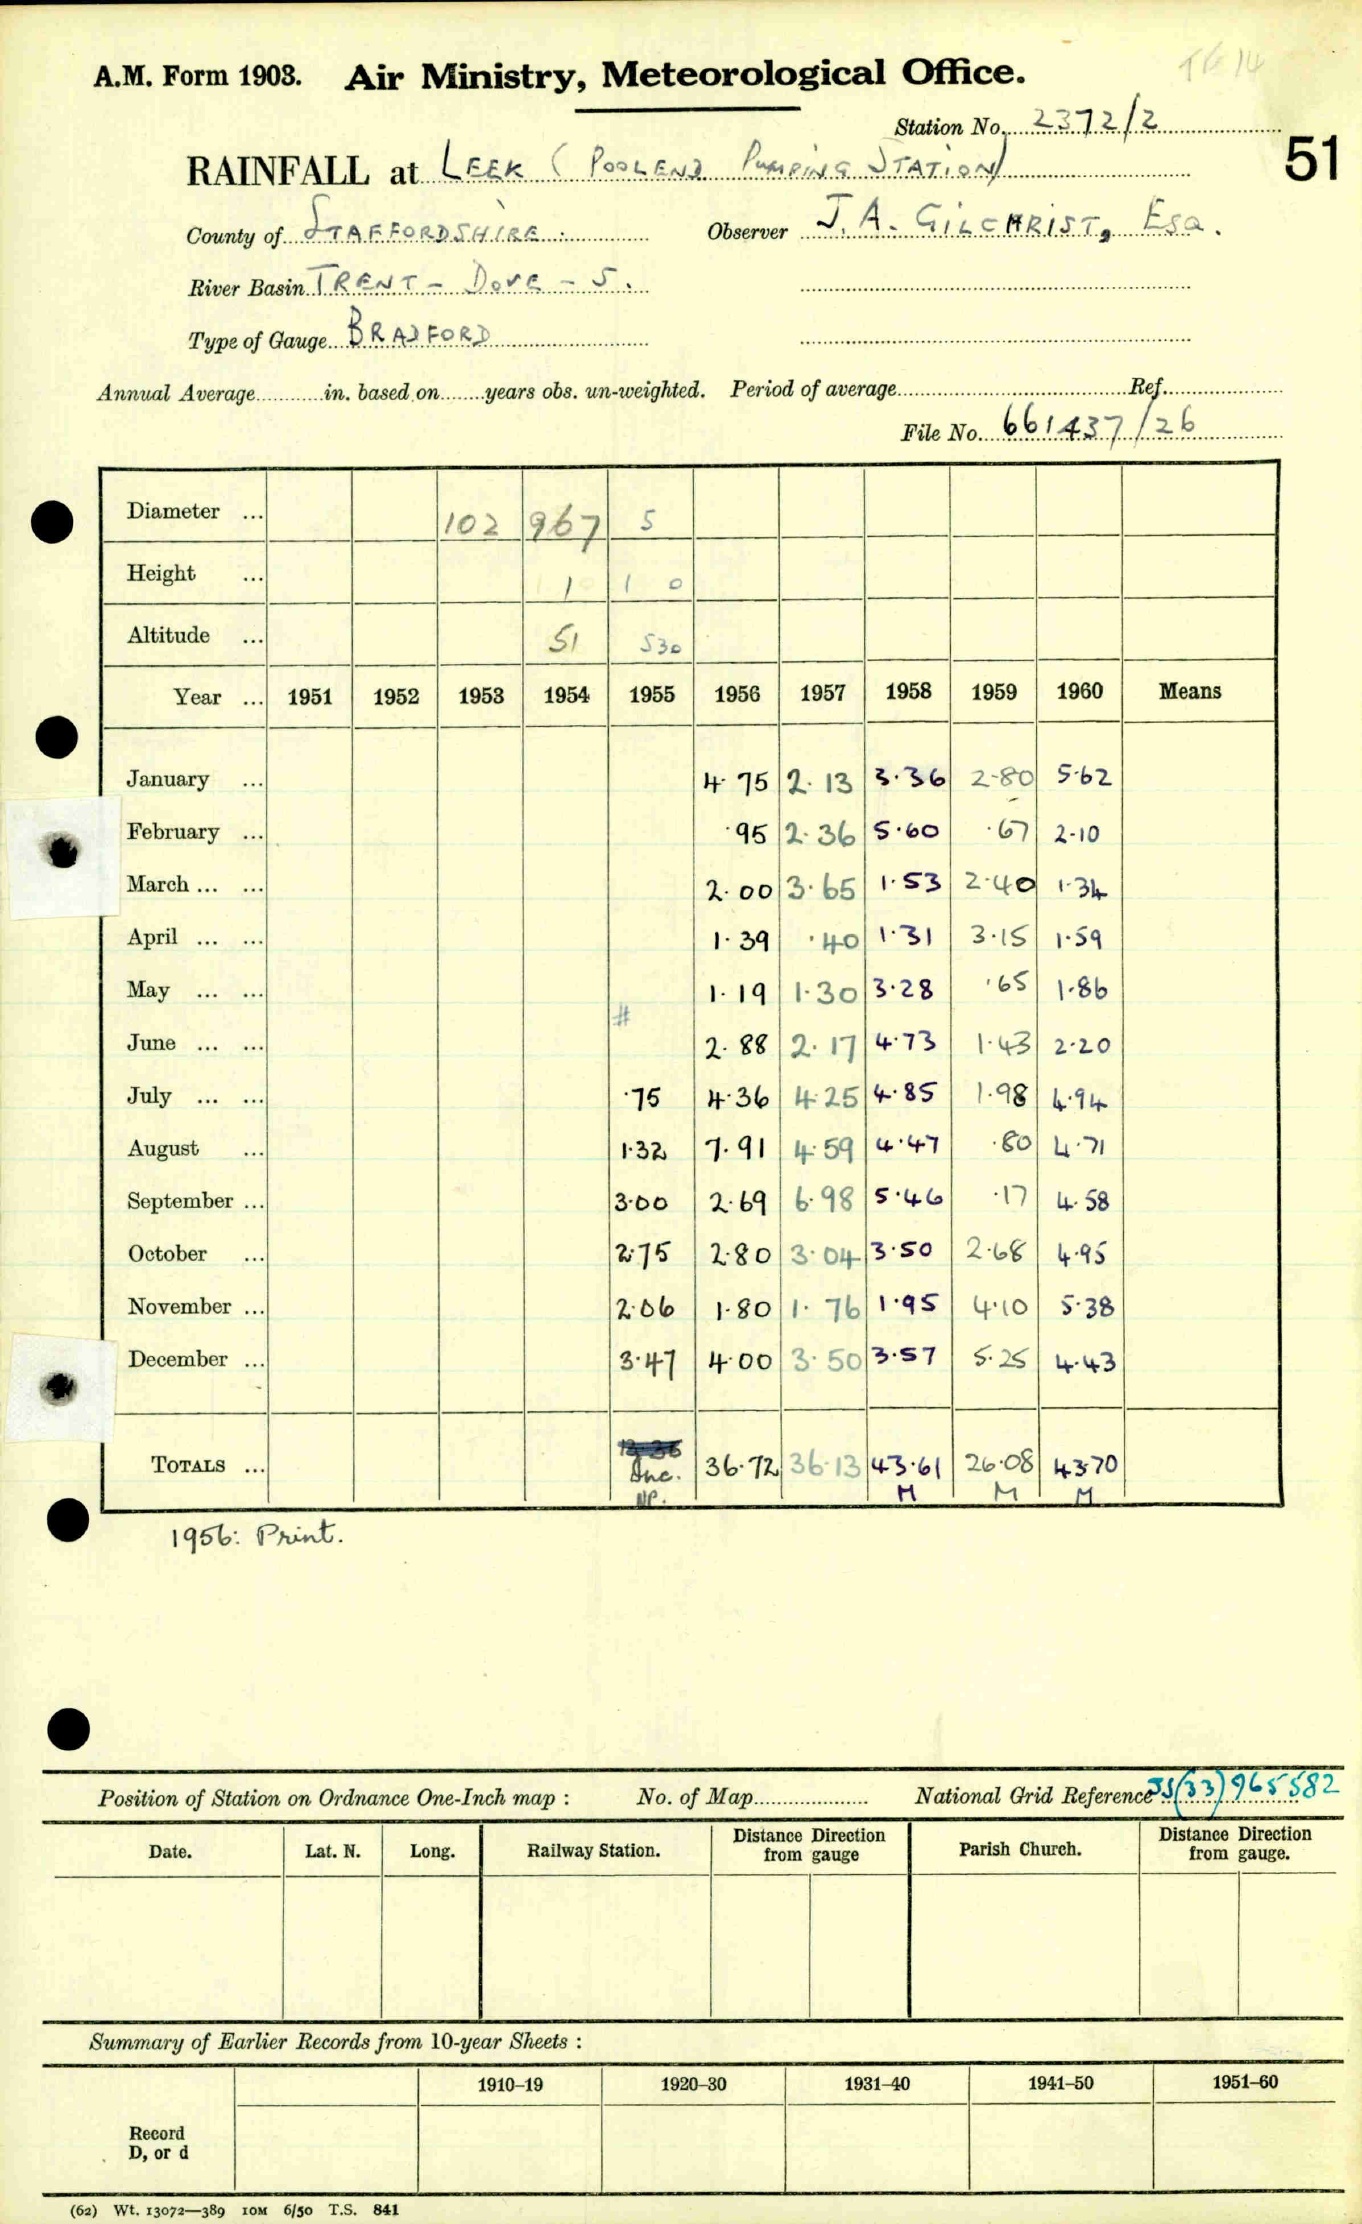 TE 14
A.M. Form 1903. Air Ministry, Meteorological Office.
Station No. 2372/2
RAINFALL at LEEK (POOLEND PUMPING STATION)
51
County of STAFFORDSHIRE. Observer J. A. GILCHRIST, ESQ.
River Basin TRENT - DOVE - 5.
Type of Gauge BRADFORD
Annual Average in. based on years obs. un-weighted. Period of average Ref.
File No. 661437/26
Diameter ... 102 967 5
Height ... 1 1 0
Altitude ... 51 530
Year ... 1951 1952 1953 1954 1955 1956 1957 1958 1959 1960 Means
January ... 4.75 2.13 3.36 2.80 5.62
February ... .95 2.36 5.60 .67 2.10
March ... ... 2.00 3.65 1.53 2.40 1.34
April ... ... 1.39 .40 1.31 3.15 1.59
May ... ... 1.19 1.30 3.28 .65 1.86
#
June ... ... 2.88 2.17 4.73 1.43 2.20
July ... ... .75 4.36 4.25 4.85 1.98 4.94
August ... 1.32 7.91 4.59 4.47 .80 4.71
September ... 3.00 2.69 6.98 5.46 .17 4.58
October ... 2.75 2.80 3.04 3.50 2.68 4.95
November ... 2.06 1.80 1.76 1.95 4.10 5.38
December ... 3.47 4.00 3.50 3.57 5.25 4.43
TOTALS ... Inc. 36.72 36.13 43.61 26.08 43.70
NP. M M M
1956: Print.
Position of Station on Ordnance One-Inch map : No. of Map National Grid Reference SJ(33)965582
Date. Lat. N. Long. Railway Station. Distance from gauge Direction Parish Church. Distance from gauge. Direction
Summary of Earlier Records from 10-year Sheets :
1910–19 1920–30 1931–40 1941–50 1951–60
Record
D, or d
(62) Wt. 13072—389 10M 6/50 T.S. 841